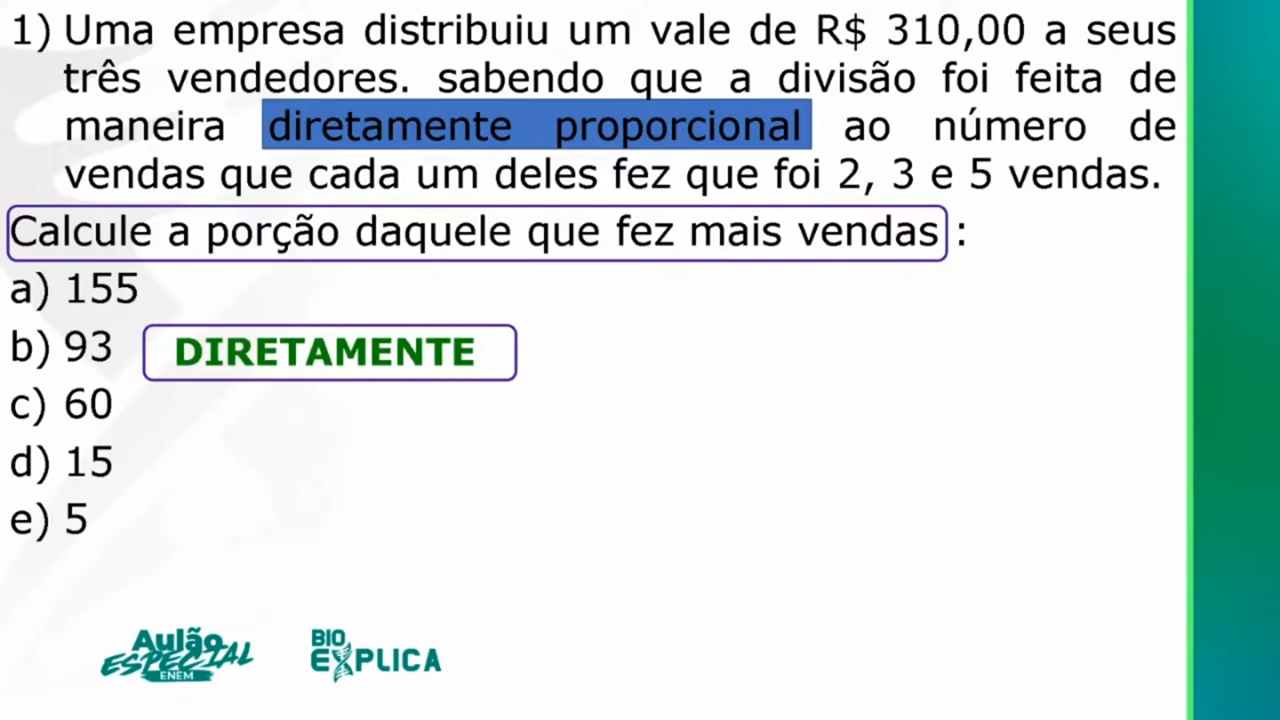 1) Uma empresa distribuiu um vale de R$ 310,00 a seus
três vendedores. sabendo que a divisão foi feita de
maneira diretamente proporcional ao número de
vendas que cada um deles fez que foi 2, 3 e 5 vendas.
Calcule a porção daquele que fez mais vendas :
a) 155
b) 93 DIRETAMENTE
c) 60
d) 15
e) 5
Aulão
ESPECIAL
ENEM
BIO
EXPLICA